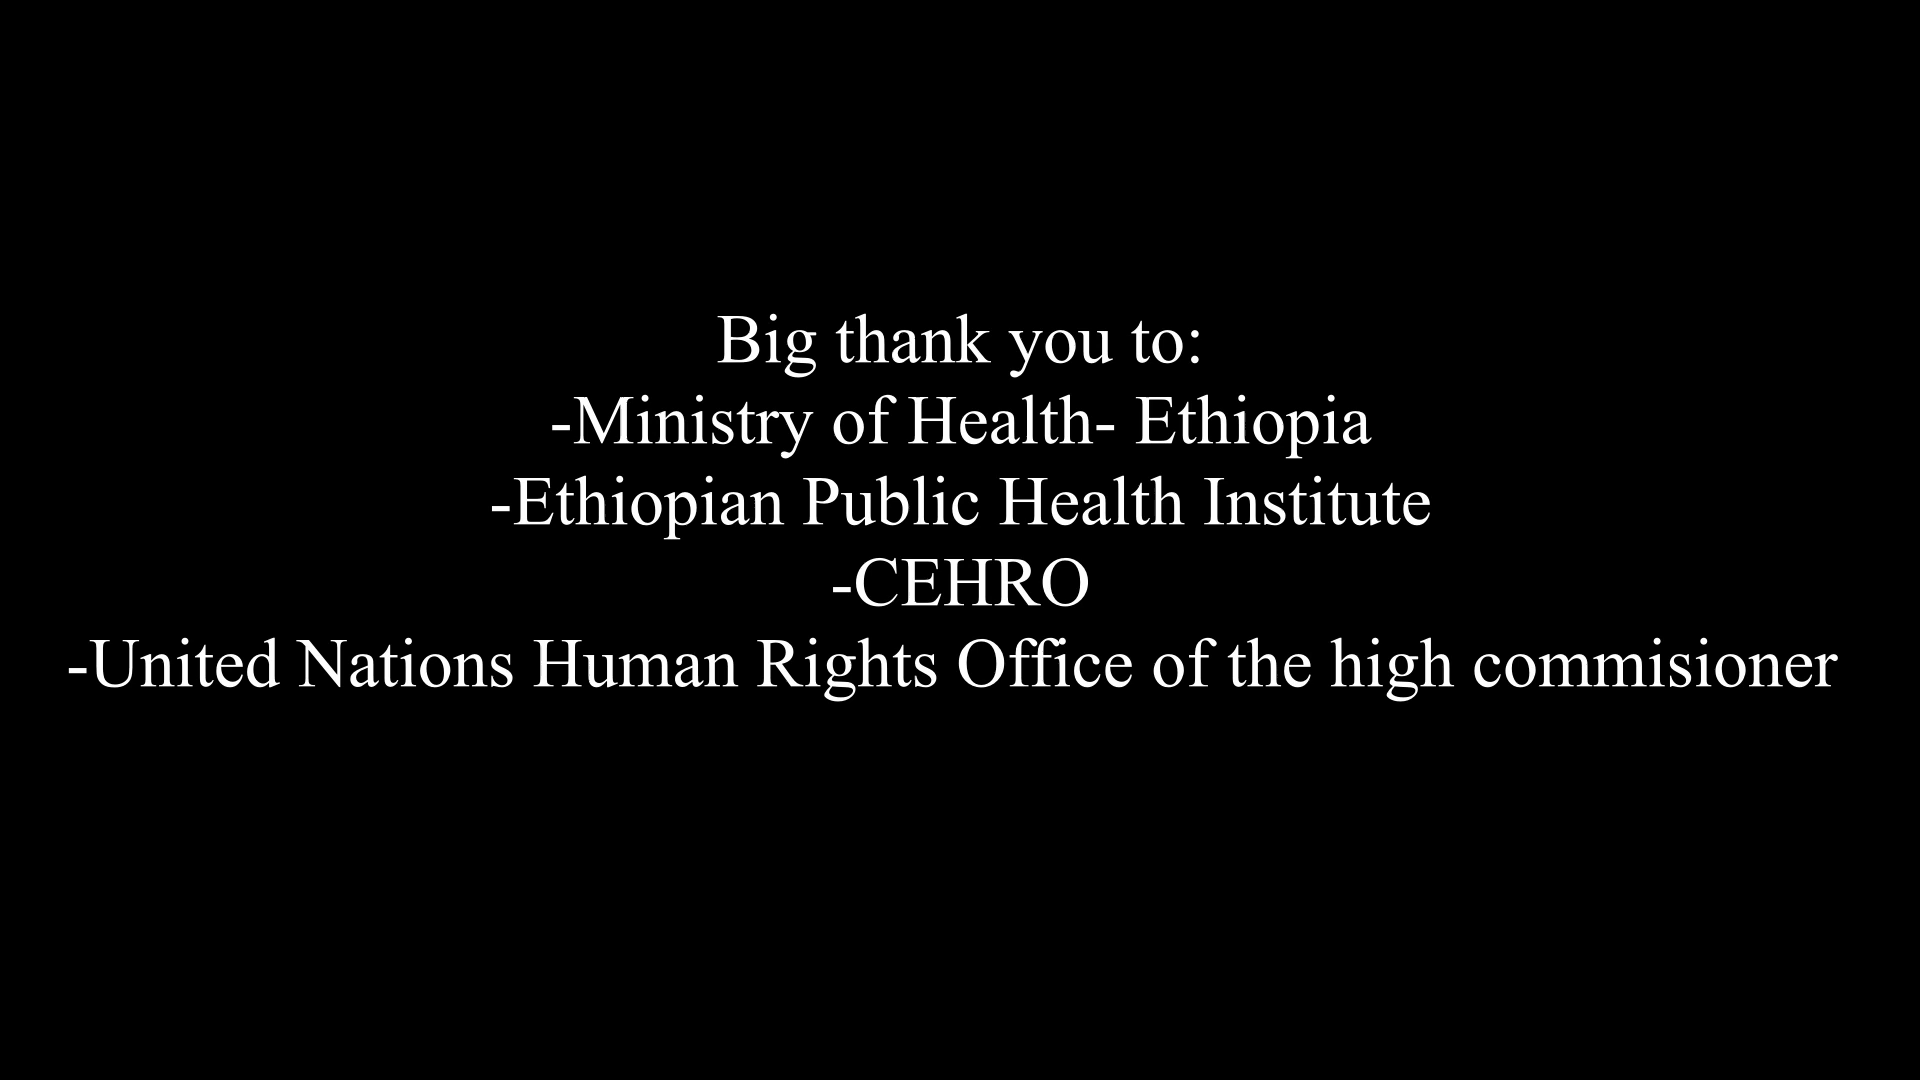 Big thank you to:
-Ministry of Health- Ethiopia
-Ethiopian Public Health Institute
-CEHRO
-United Nations Human Rights Office of the high commisioner